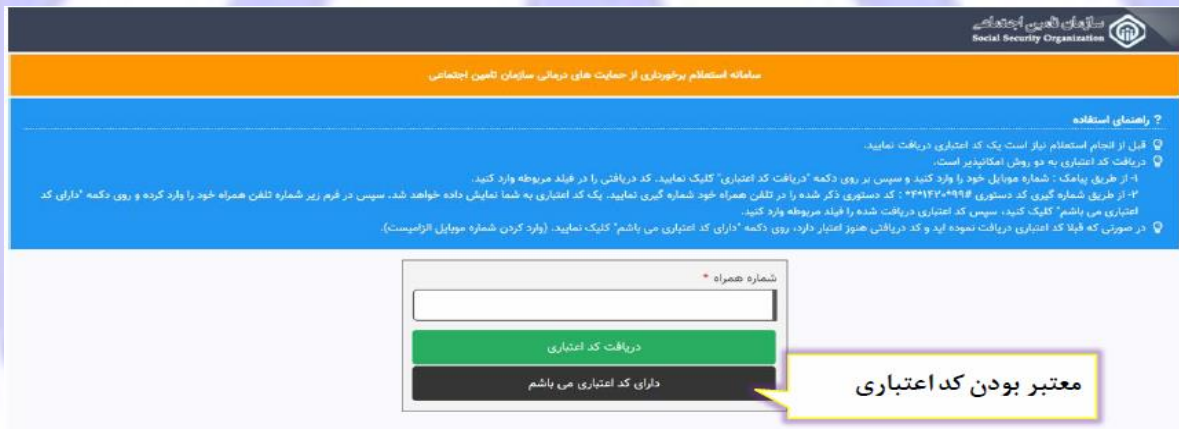 سازمان تامین اجتماعی
Social Security Organization
سامانه استعلام برخورداری از حمایت های درمانی سازمان تامین اجتماعی
? راهنمای استفاده
قبل از انجام استعلام نیاز است یک کد اعتباری دریافت نمایید.
دریافت کد اعتباری به دو روش امکانپذیر است.
۱- از طریق پیامک : شماره موبایل خود را وارد کنید و سپس بر روی دکمه "دریافت کد اعتباری" کلیک نمایید. کد دریافتی را در فیلد مربوطه وارد کنید.
۲- از طریق شماره گیری کد دستوری #۹۹*۱۴۲۰*۴* : کد دستوری ذکر شده را در تلفن همراه خود شماره گیری نمایید. یک کد اعتباری به شما نمایش داده خواهد شد. سپس در فرم زیر شماره تلفن همراه خود را وارد کرده و روی دکمه "دارای کد
اعتباری می باشم" کلیک کنید، سپس کد اعتباری دریافت شده را فیلد مربوطه وارد کنید.
در صورتی که قبلا کد اعتباری دریافت نموده اید و کد دریافتی هنوز اعتبار دارد، روی دکمه "دارای کد اعتباری می باشم" کلیک نمایید. (وارد کردن شماره موبایل الزامیست).
شماره همراه *
دریافت کد اعتباری
دارای کد اعتباری می باشم
معتبر بودن کد اعتباری